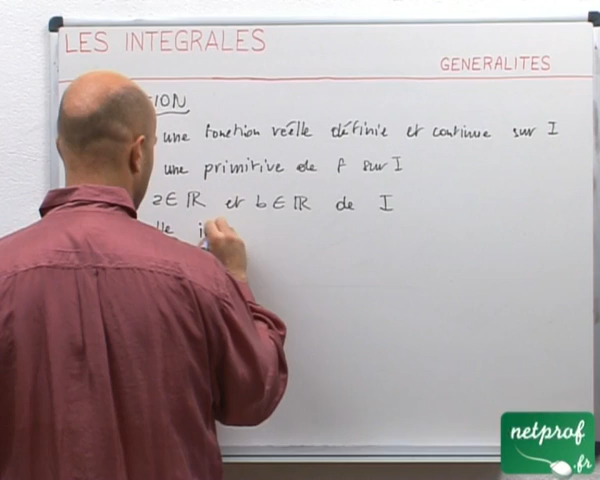 LES INTEGRALES
GENERALITES
ION
une fonction réelle définie et continue sur I
une primitive de f sur I
a ∈ ℝ et b ∈ ℝ de I
lle i
netprof
.fr